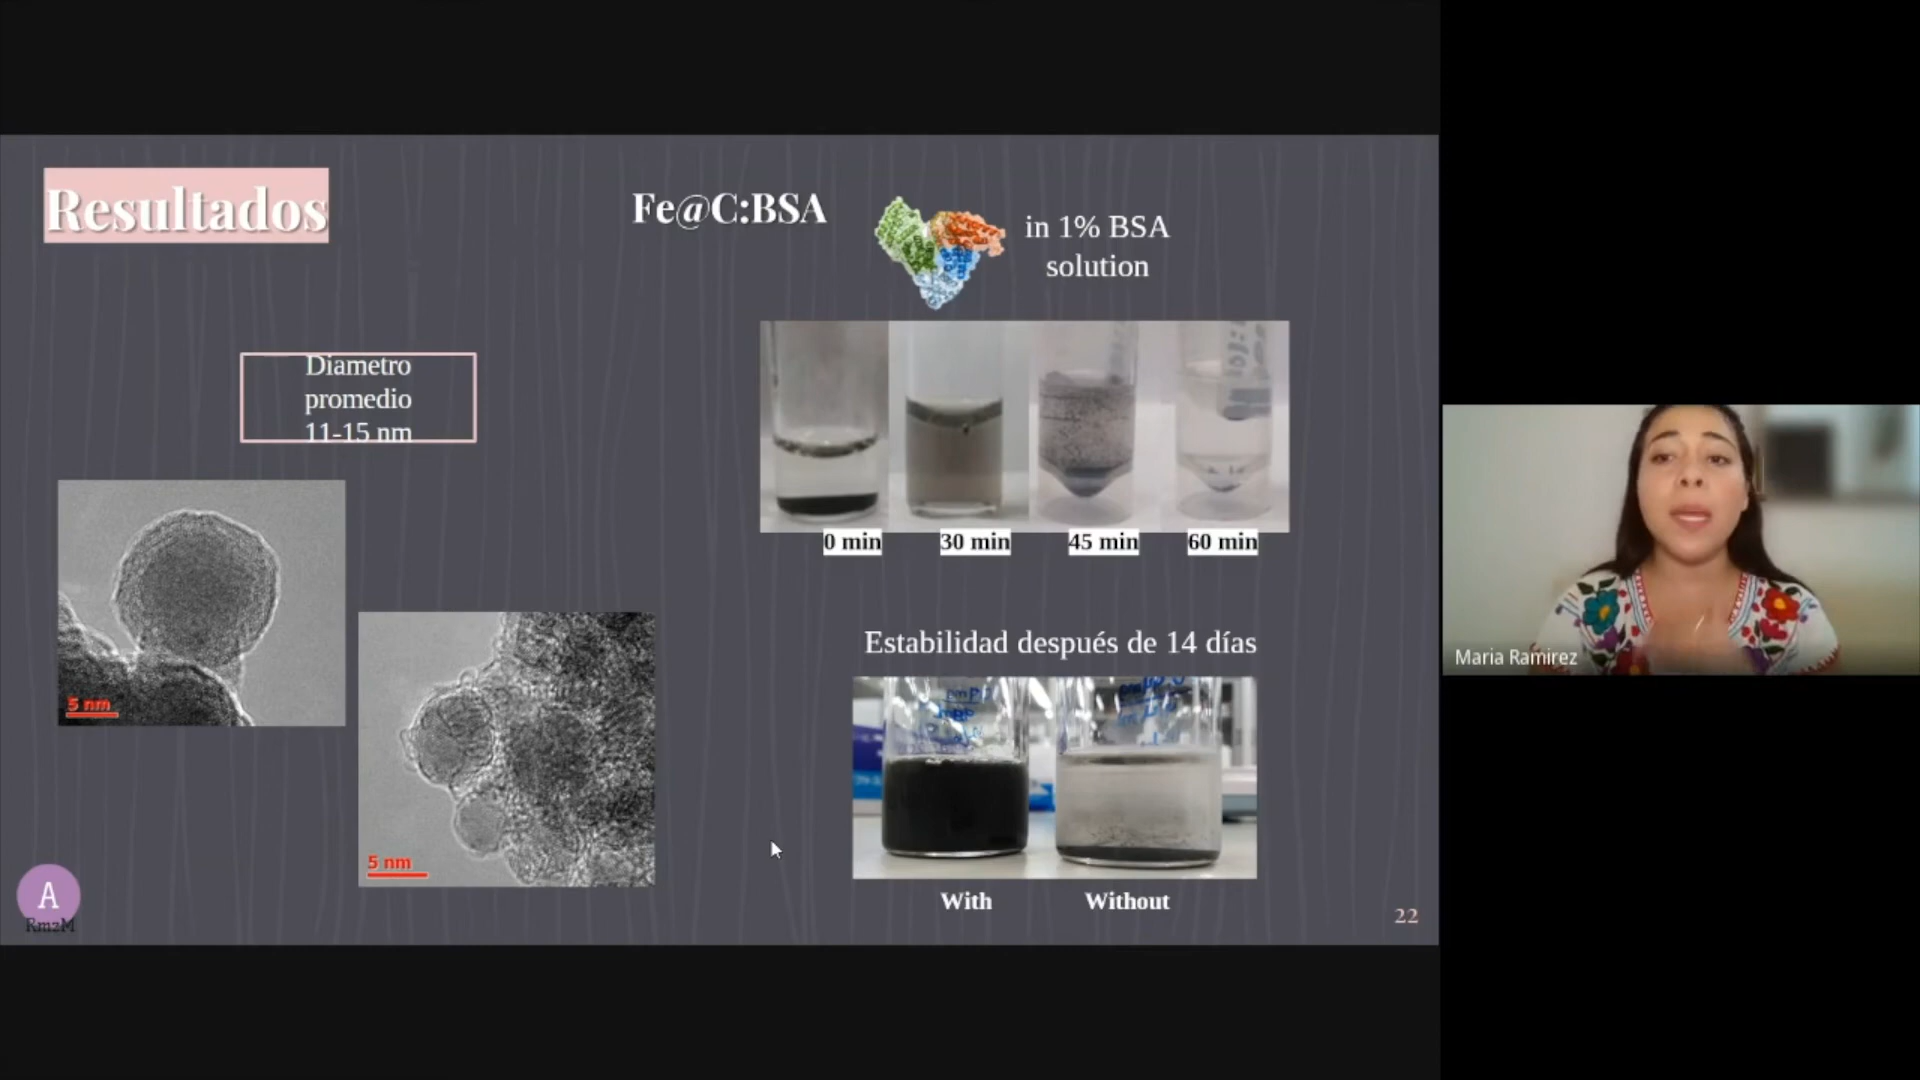 Resultados
Fe@C:BSA
in 1% BSA
solution
Diametro
promedio
11-15 nm
0 min
30 min
45 min
60 min
5 nm
5 nm
Estabilidad después de 14 días
With
Without
A
RmzM
22
Maria Ramirez